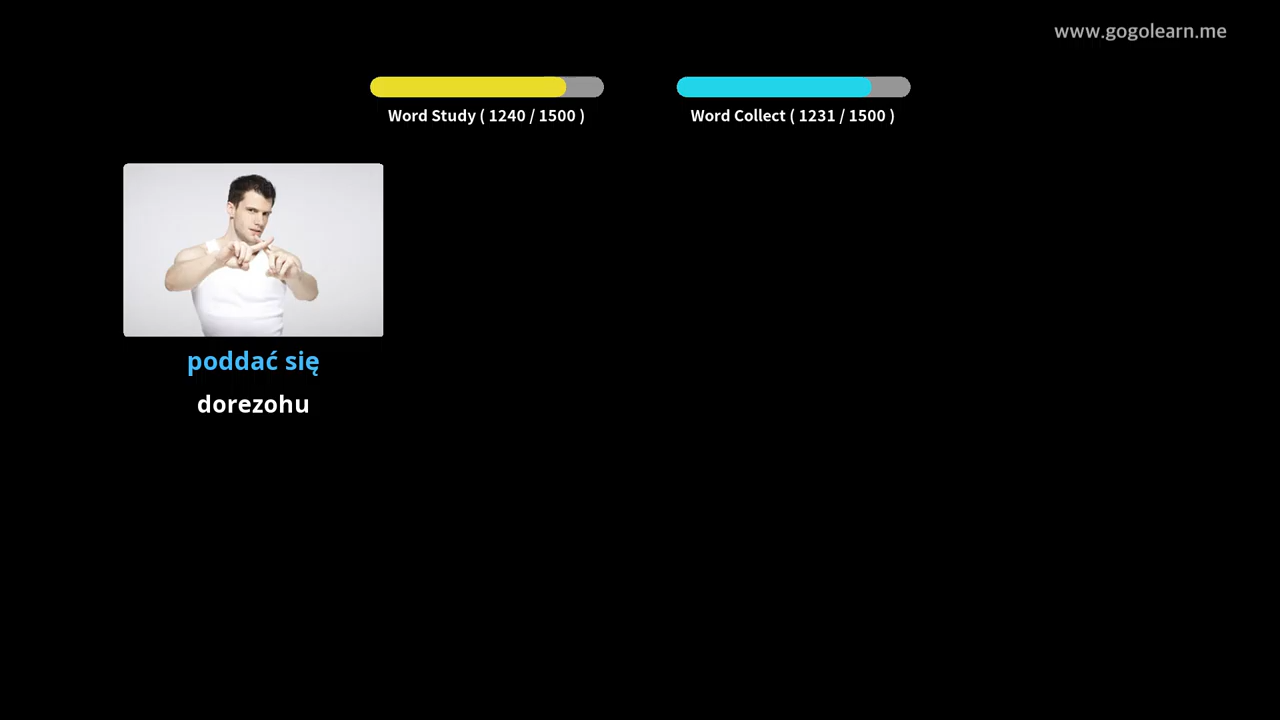 www.gogolearn.me
Word Study ( 1240 / 1500 )
Word Collect ( 1231 / 1500 )
poddać się
dorezohu